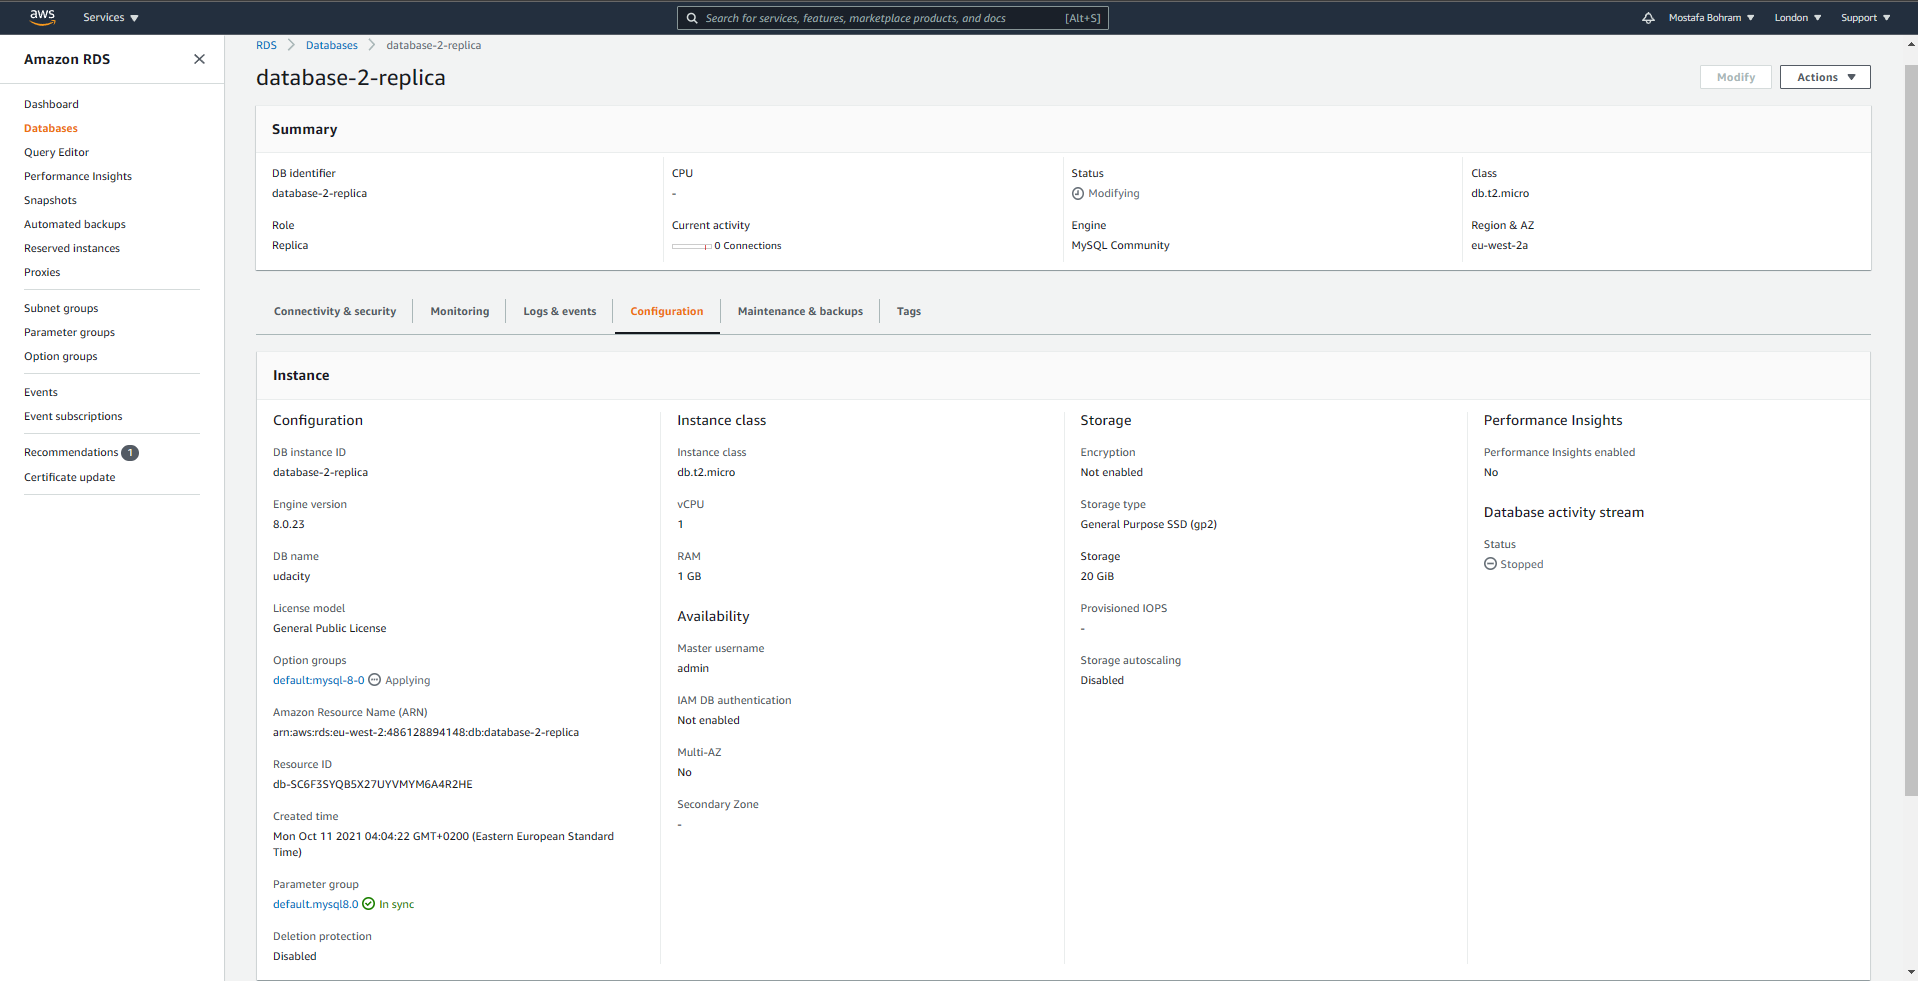 aws
Services
Search for services, features, marketplace products, and docs [Alt+S]
Mostafa Bohram
London
Support
Amazon RDS
Dashboard
Databases
Query Editor
Performance Insights
Snapshots
Automated backups
Reserved instances
Proxies
Subnet groups
Parameter groups
Option groups
Events
Event subscriptions
Recommendations 1
Certificate update
RDS Databases database-2-replica
database-2-replica
Modify
Actions
Summary
DB identifier
database-2-replica
Role
Replica
CPU
-
Current activity
0 Connections
Status
Modifying
Engine
MySQL Community
Class
db.t2.micro
Region & AZ
eu-west-2a
Connectivity & security
Monitoring
Logs & events
Configuration
Maintenance & backups
Tags
Instance
Configuration
DB instance ID
database-2-replica
Engine version
8.0.23
DB name
udacity
License model
General Public License
Option groups
default:mysql-8-0 Applying
Amazon Resource Name (ARN)
arn:aws:rds:eu-west-2:486128894148:db:database-2-replica
Resource ID
db-SC6F3SYQB5X27UYVMYM6A4R2HE
Created time
Mon Oct 11 2021 04:04:22 GMT+0200 (Eastern European Standard
Time)
Parameter group
default.mysql8.0 In sync
Deletion protection
Disabled
Instance class
Instance class
db.t2.micro
vCPU
1
RAM
1 GB
Availability
Master username
admin
IAM DB authentication
Not enabled
Multi-AZ
No
Secondary Zone
-
Storage
Encryption
Not enabled
Storage type
General Purpose SSD (gp2)
Storage
20 GiB
Provisioned IOPS
-
Storage autoscaling
Disabled
Performance Insights
Performance Insights enabled
No
Database activity stream
Status
Stopped